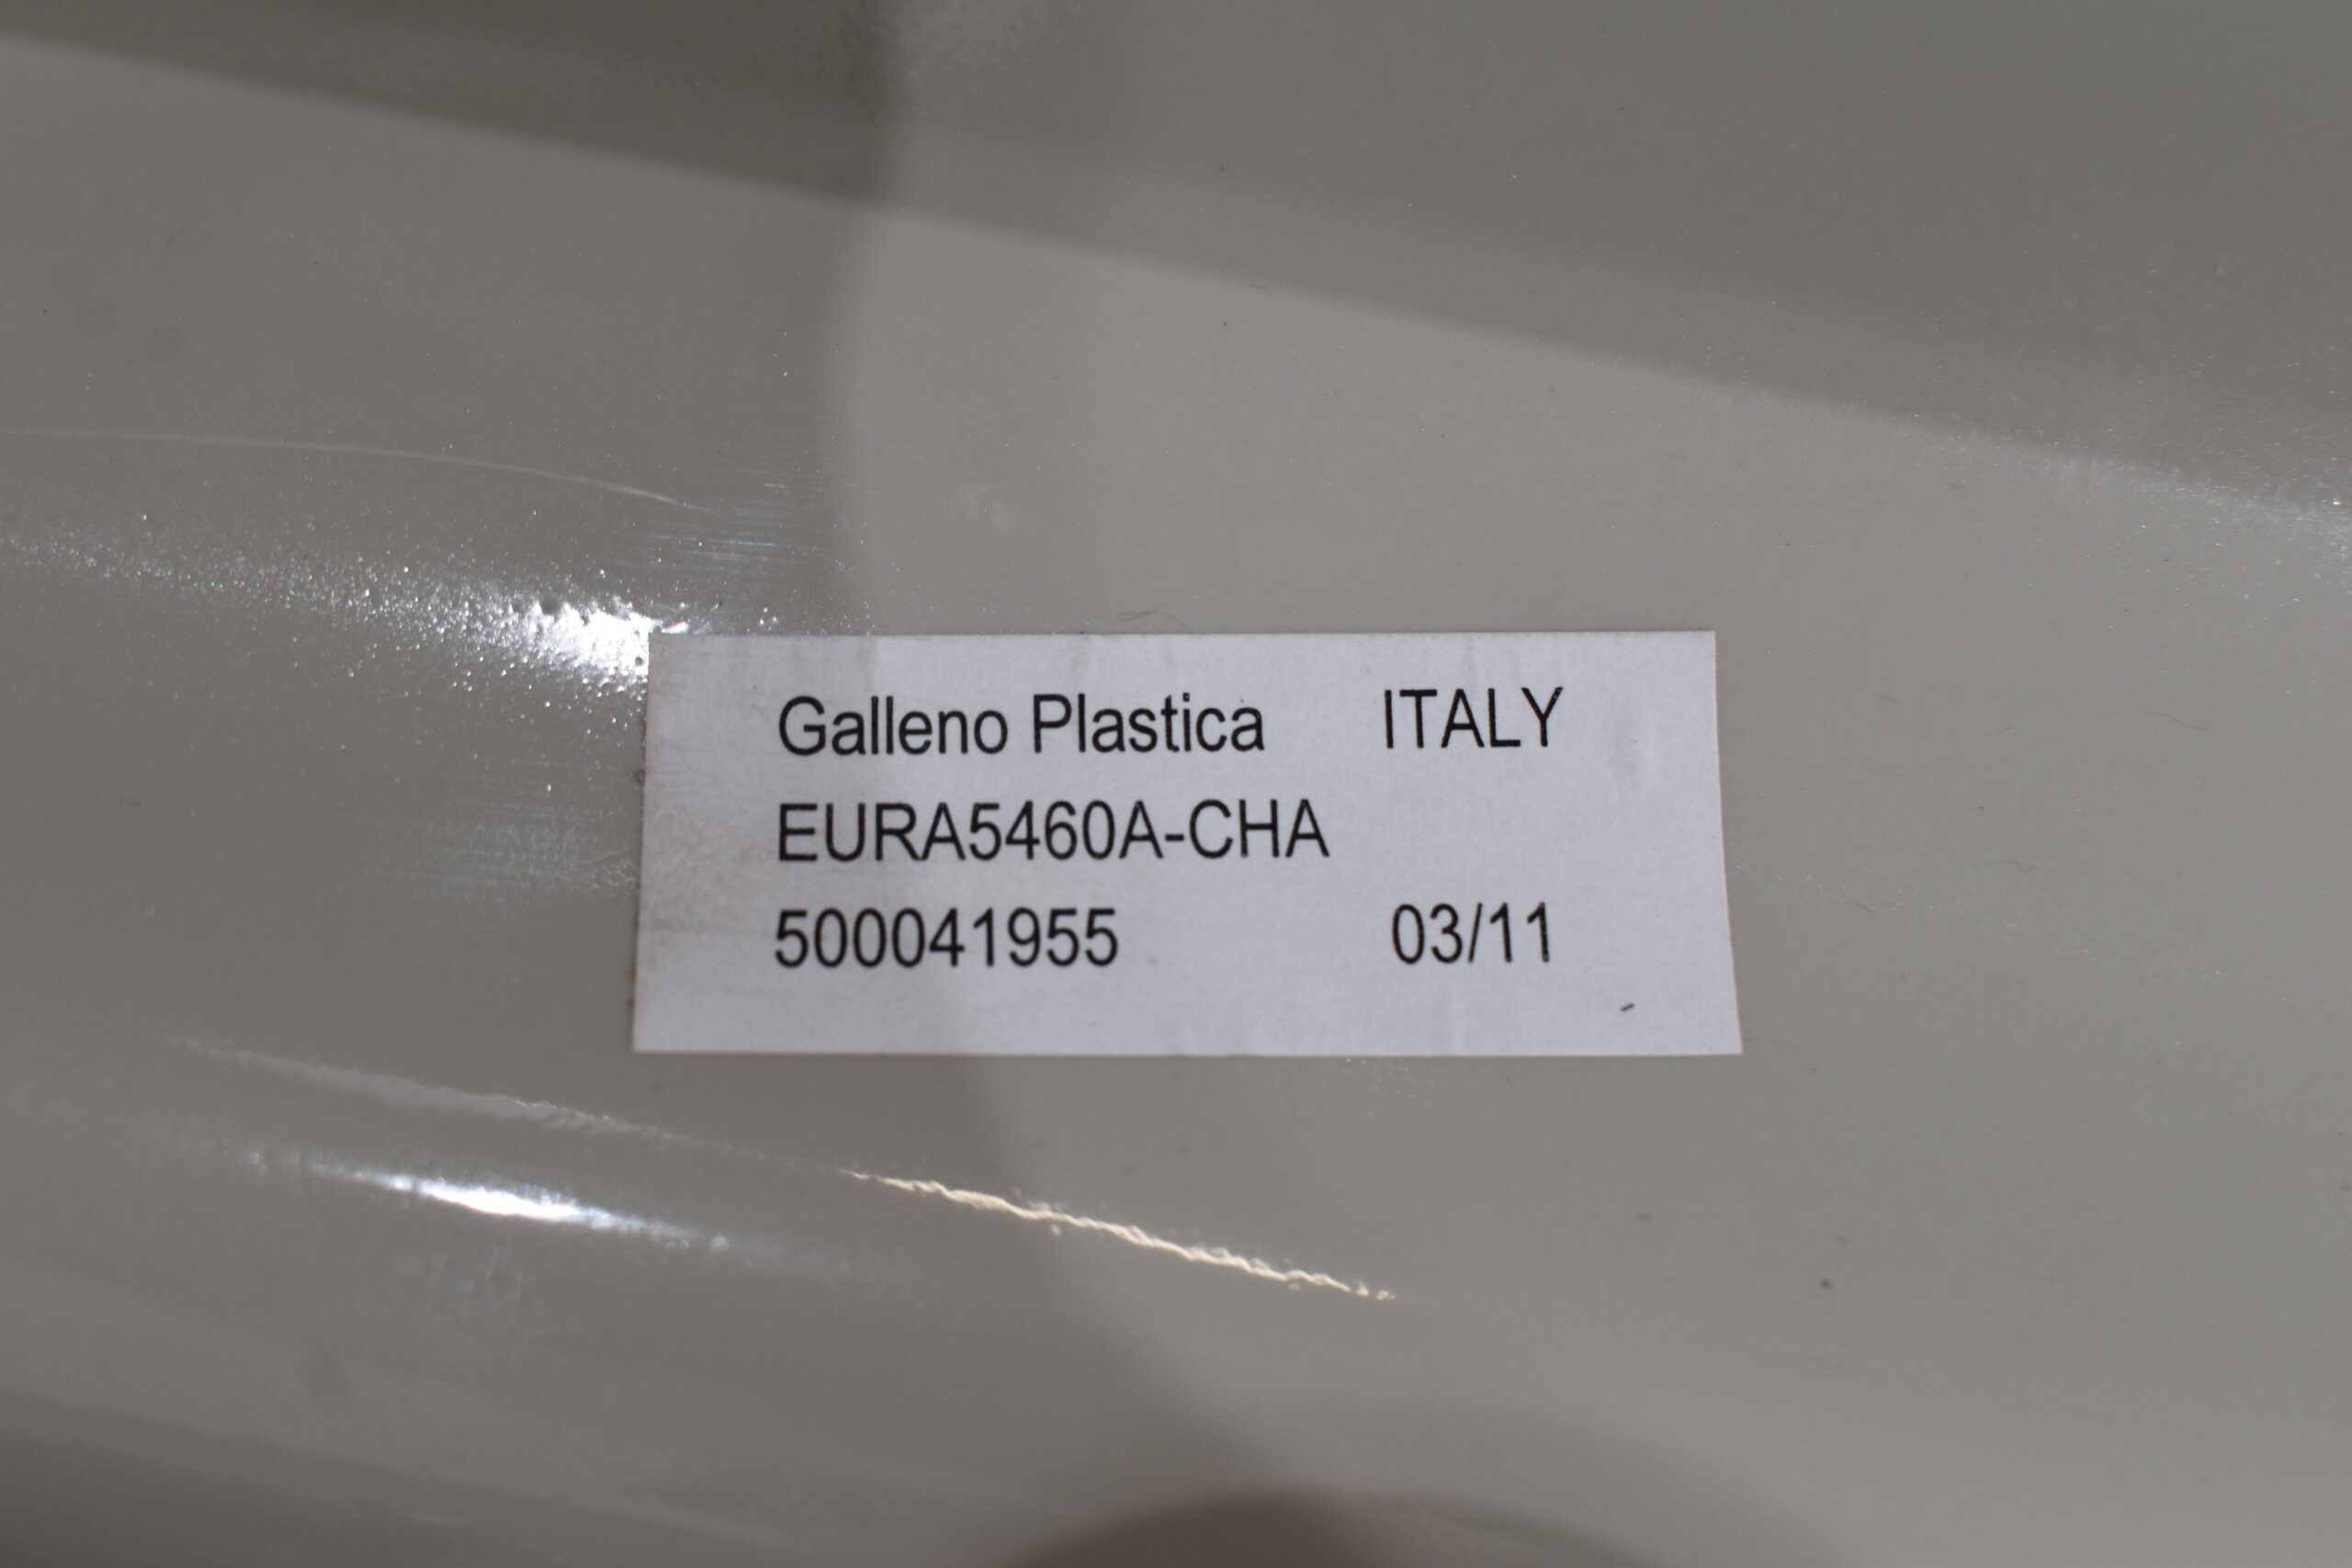 Galleno Plastica ITALY
EURA5460A-CHA
500041955 03/11